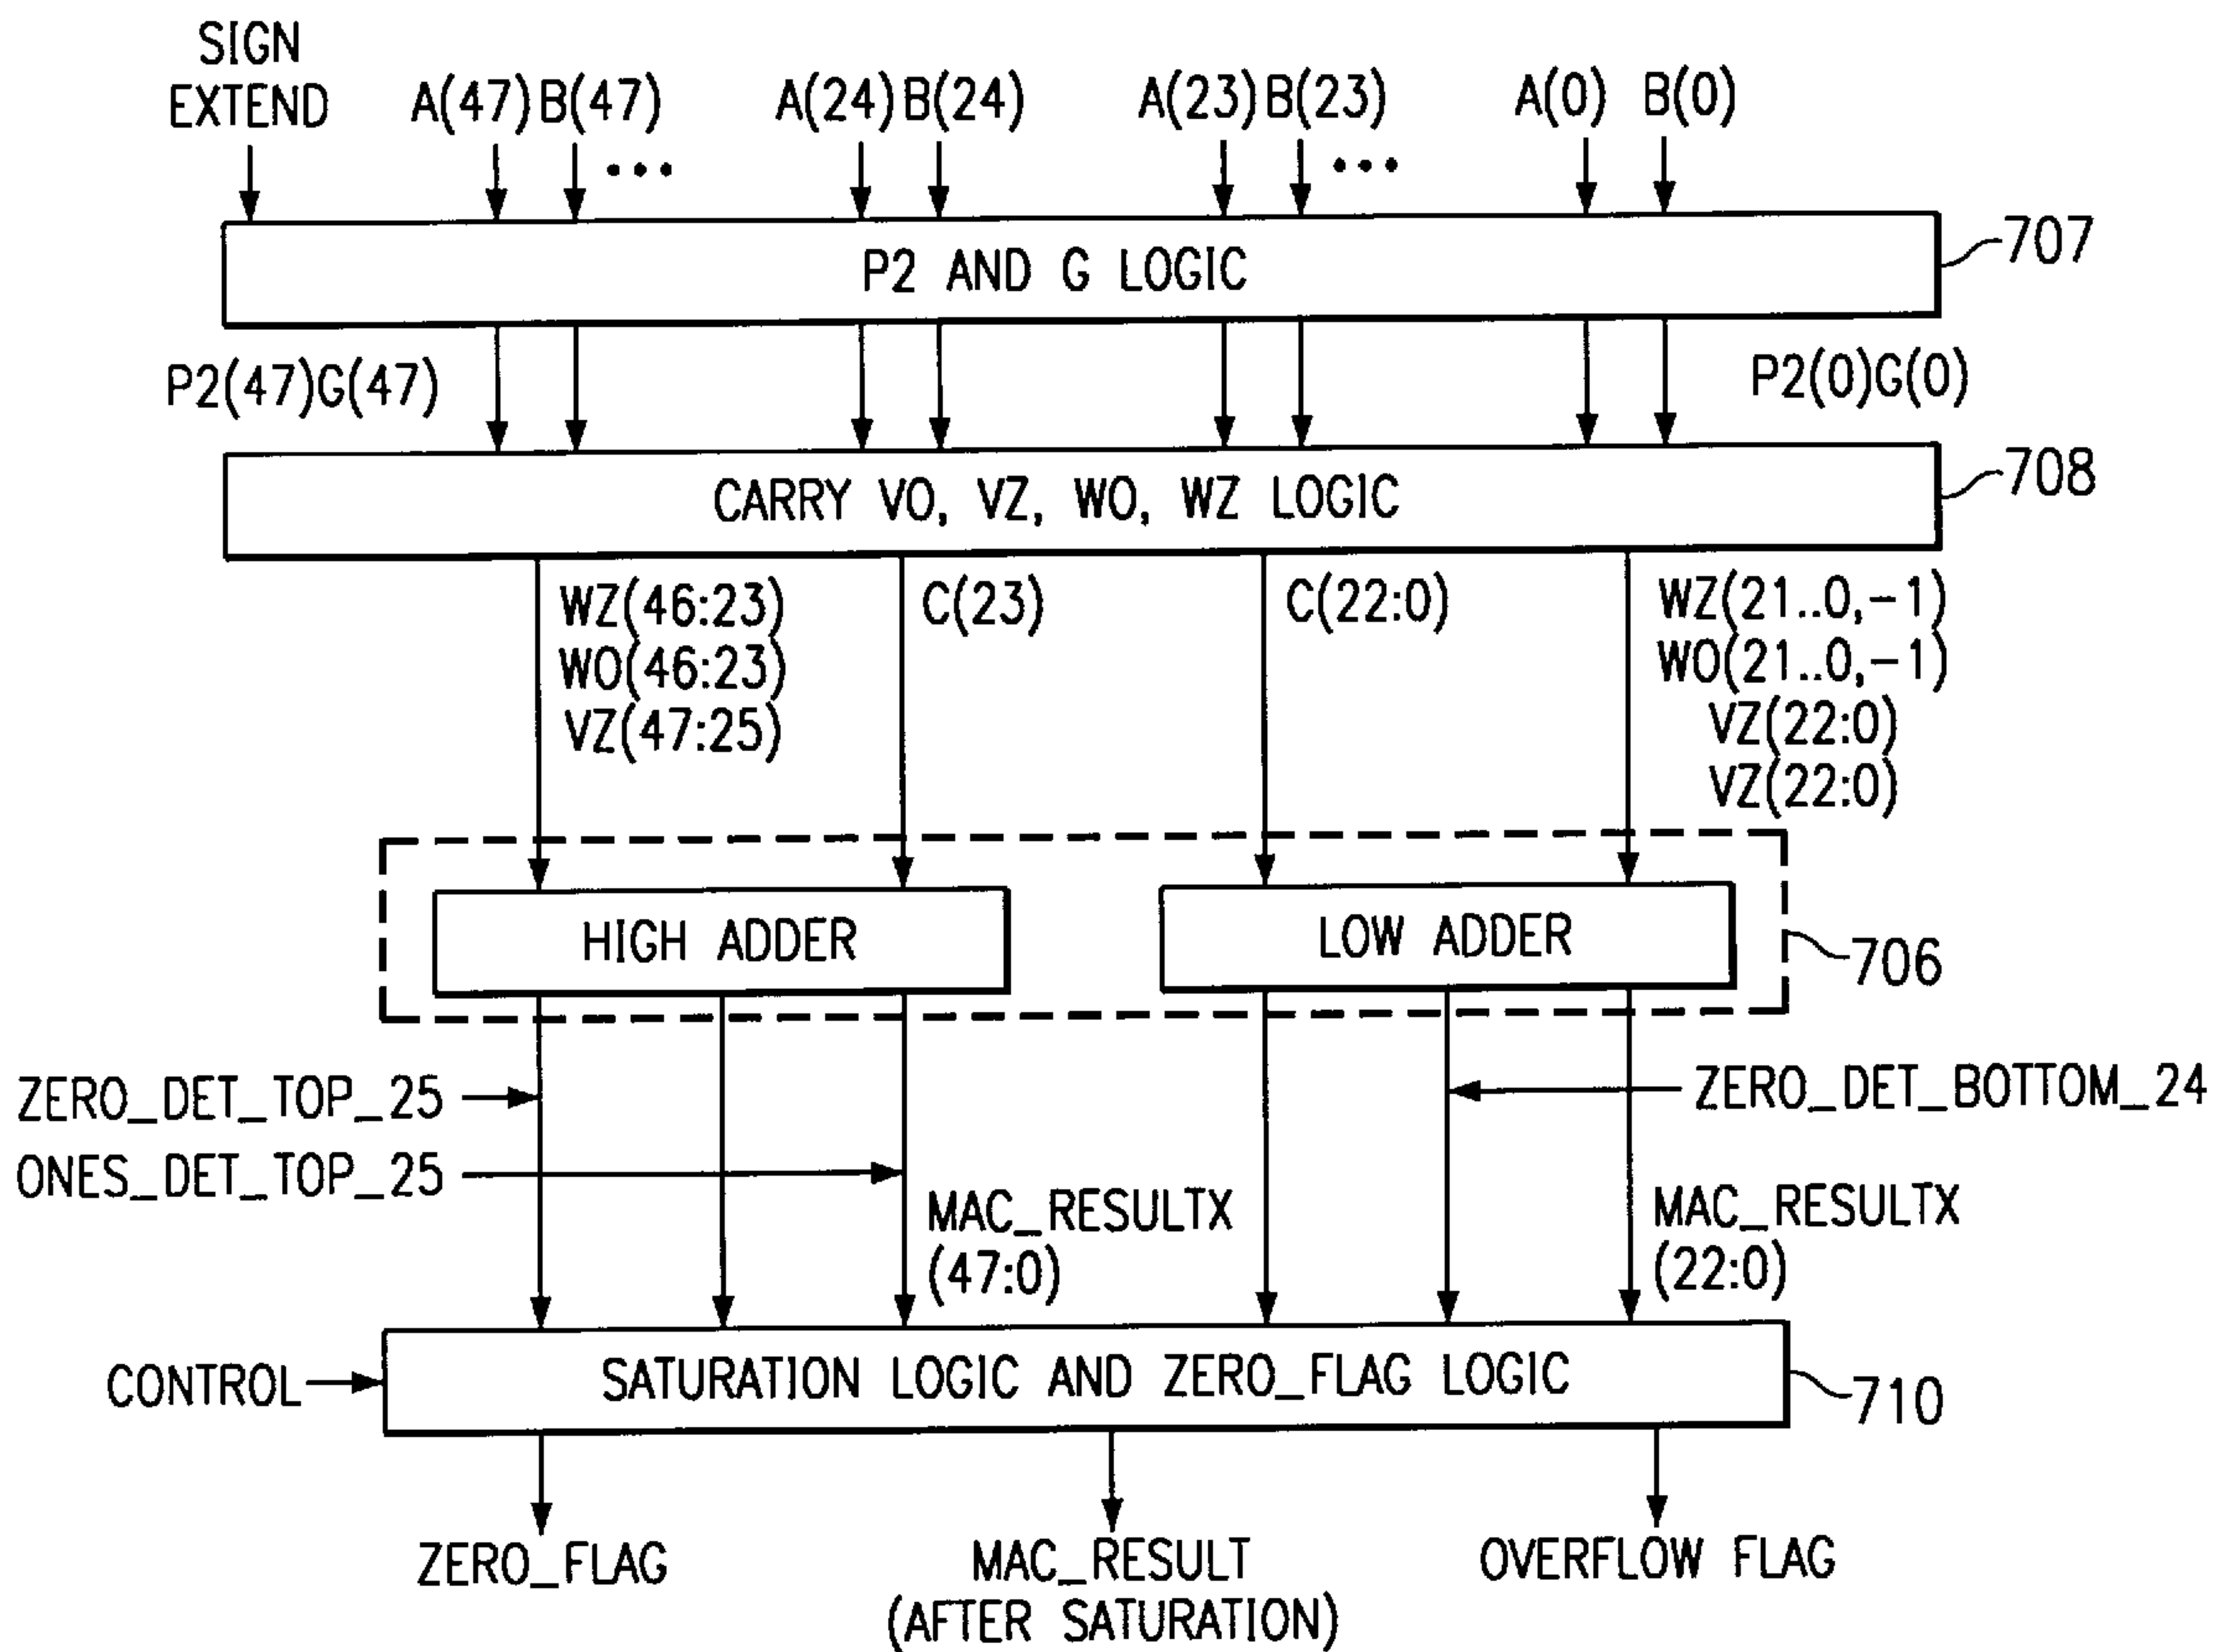 SIGN
EXTEND
A(47) B(47)
A(24) B(24)
A(23) B(23)
A(0) B(0)
P2 AND G LOGIC
707
P2(47)G(47)
P2(0)G(0)
CARRY VO, VZ, WO, WZ LOGIC
708
WZ(46:23)
WO(46:23)
VZ(47:25)
C(23)
C(22:0)
WZ(21..0,-1)
WO(21..0,-1)
VZ(22:0)
VZ(22:0)
HIGH ADDER
LOW ADDER
706
ZERO_DET_TOP_25
ZERO_DET_BOTTOM_24
ONES_DET_TOP_25
MAC_RESULTX
(47:0)
MAC_RESULTX
(22:0)
CONTROL
SATURATION LOGIC AND ZERO_FLAG LOGIC
710
ZERO_FLAG
MAC_RESULT
(AFTER SATURATION)
OVERFLOW FLAG